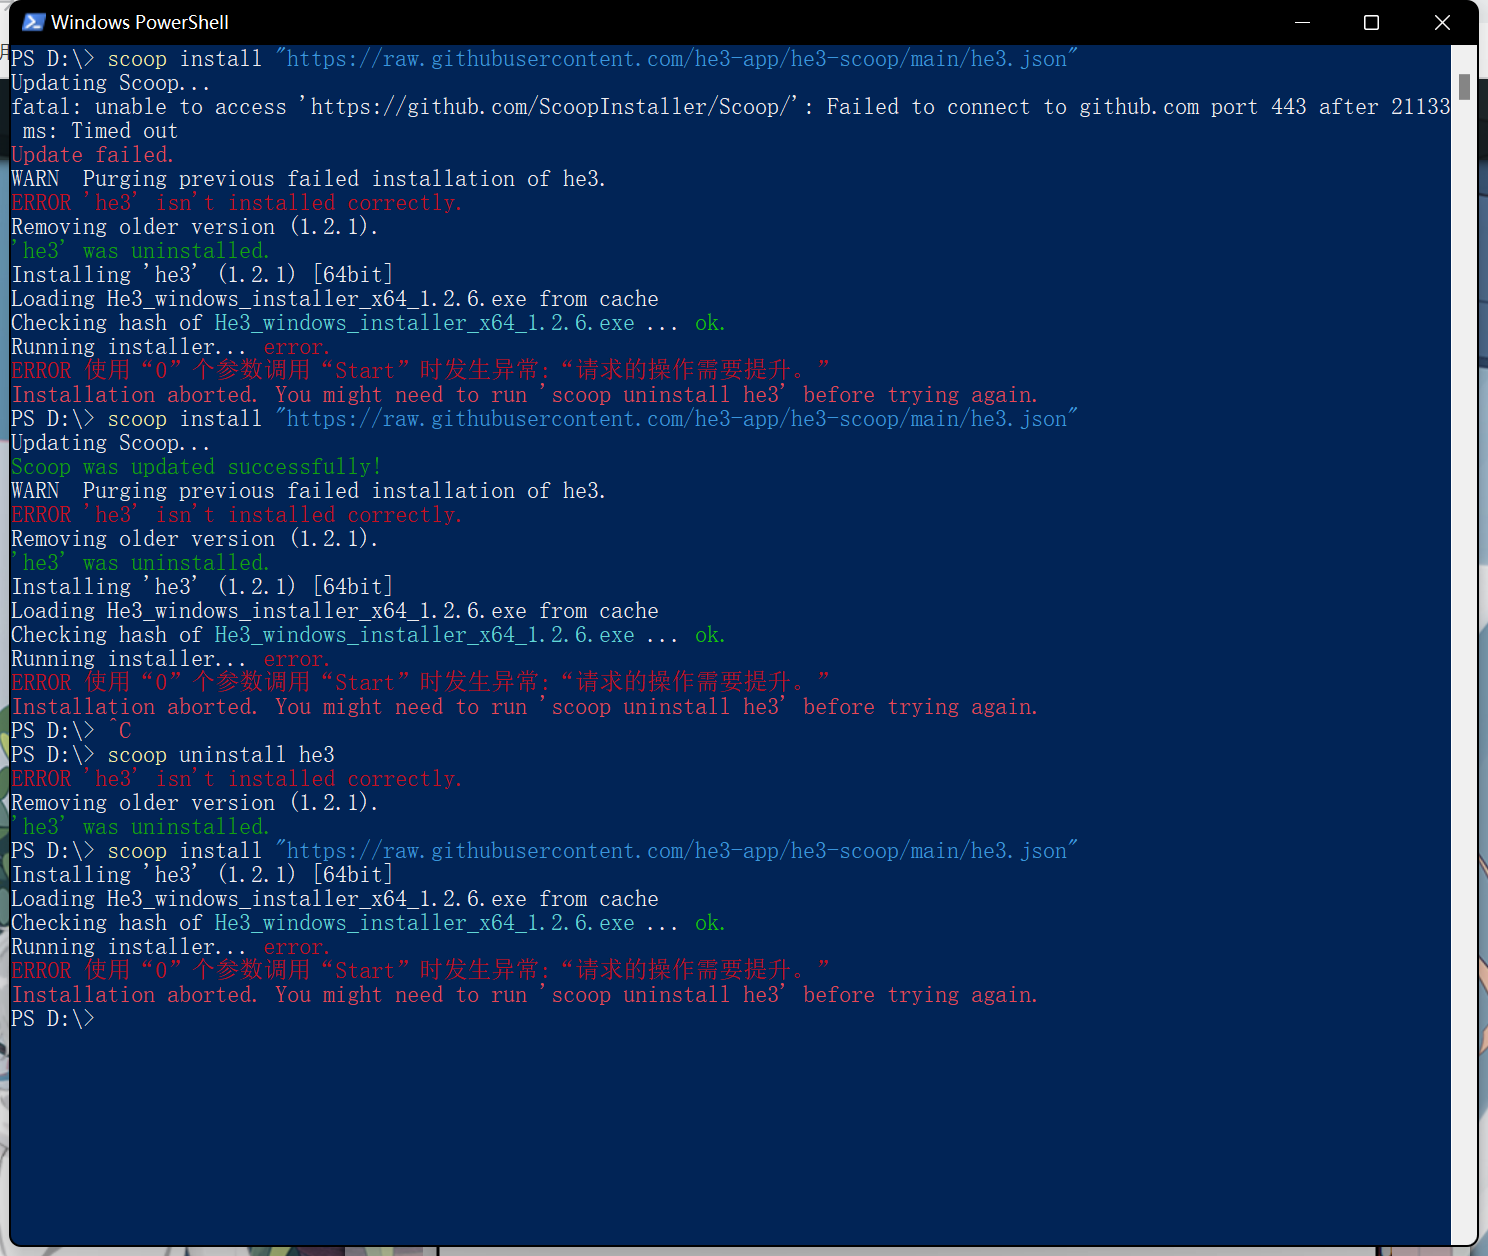 Windows PowerShell
PS D:\> scoop install "https://raw.githubusercontent.com/he3-app/he3-scoop/main/he3.json"
Updating Scoop...
fatal: unable to access 'https://github.com/ScoopInstaller/Scoop/': Failed to connect to github.com port 443 after 21133
 ms: Timed out
Update failed.
WARN  Purging previous failed installation of he3.
ERROR 'he3' isn't installed correctly.
Removing older version (1.2.1).
'he3' was uninstalled.
Installing 'he3' (1.2.1) [64bit]
Loading He3_windows_installer_x64_1.2.6.exe from cache
Checking hash of He3_windows_installer_x64_1.2.6.exe ... ok.
Running installer... error.
ERROR 使用“0”个参数调用“Start”时发生异常:“请求的操作需要提升。”
Installation aborted. You might need to run 'scoop uninstall he3' before trying again.
PS D:\> scoop install "https://raw.githubusercontent.com/he3-app/he3-scoop/main/he3.json"
Updating Scoop...
Scoop was updated successfully!
WARN  Purging previous failed installation of he3.
ERROR 'he3' isn't installed correctly.
Removing older version (1.2.1).
'he3' was uninstalled.
Installing 'he3' (1.2.1) [64bit]
Loading He3_windows_installer_x64_1.2.6.exe from cache
Checking hash of He3_windows_installer_x64_1.2.6.exe ... ok.
Running installer... error.
ERROR 使用“0”个参数调用“Start”时发生异常:“请求的操作需要提升。”
Installation aborted. You might need to run 'scoop uninstall he3' before trying again.
PS D:\> ^C
PS D:\> scoop uninstall he3
ERROR 'he3' isn't installed correctly.
Removing older version (1.2.1).
'he3' was uninstalled.
PS D:\> scoop install "https://raw.githubusercontent.com/he3-app/he3-scoop/main/he3.json"
Installing 'he3' (1.2.1) [64bit]
Loading He3_windows_installer_x64_1.2.6.exe from cache
Checking hash of He3_windows_installer_x64_1.2.6.exe ... ok.
Running installer... error.
ERROR 使用“0”个参数调用“Start”时发生异常:“请求的操作需要提升。”
Installation aborted. You might need to run 'scoop uninstall he3' before trying again.
PS D:\>